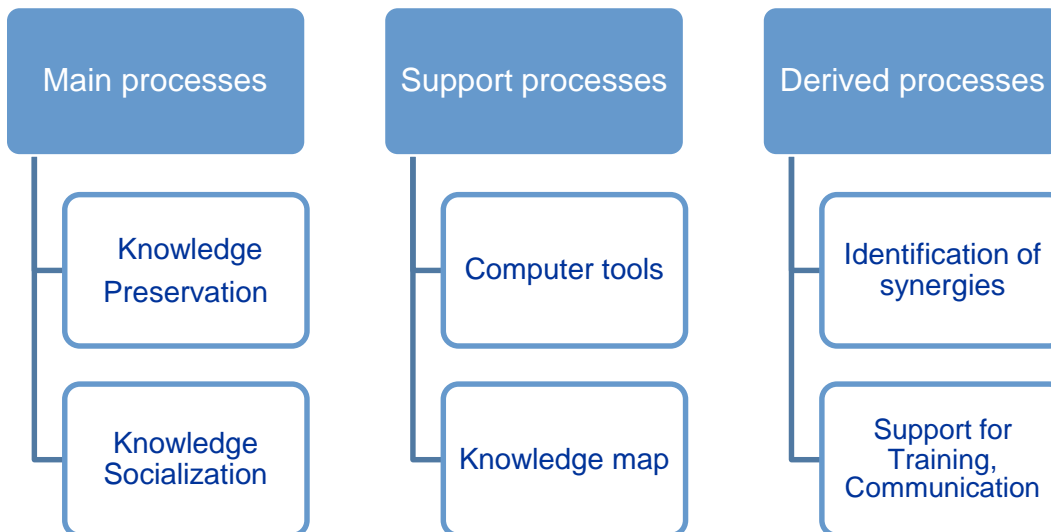 Main processes
Knowledge
Preservation
Knowledge
Socialization
Support processes
Computer tools
Knowledge map
Derived processes
Identification of
synergies
Support for
Training,
Communication